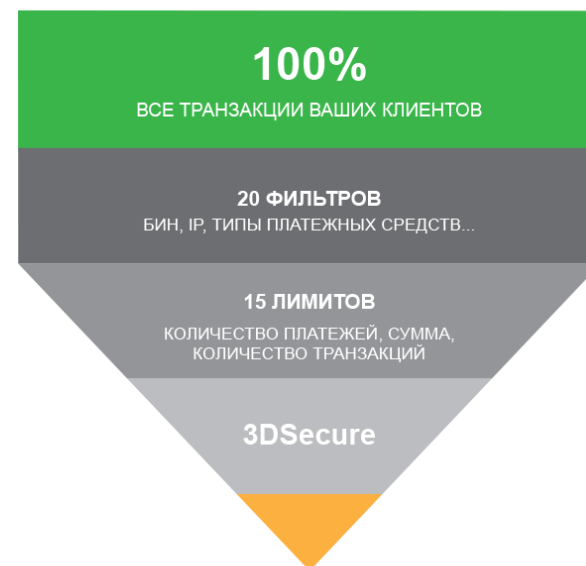 100%
ВСЕ ТРАНЗАКЦИИ ВАШИХ КЛИЕНТОВ
20 ФИЛЬТРОВ
БИН, IP, ТИПЫ ПЛАТЕЖНЫХ СРЕДСТВ...
15 ЛИМИТОВ
КОЛИЧЕСТВО ПЛАТЕЖЕЙ, СУММА,
КОЛИЧЕСТВО ТРАНЗАКЦИЙ
3DSecure